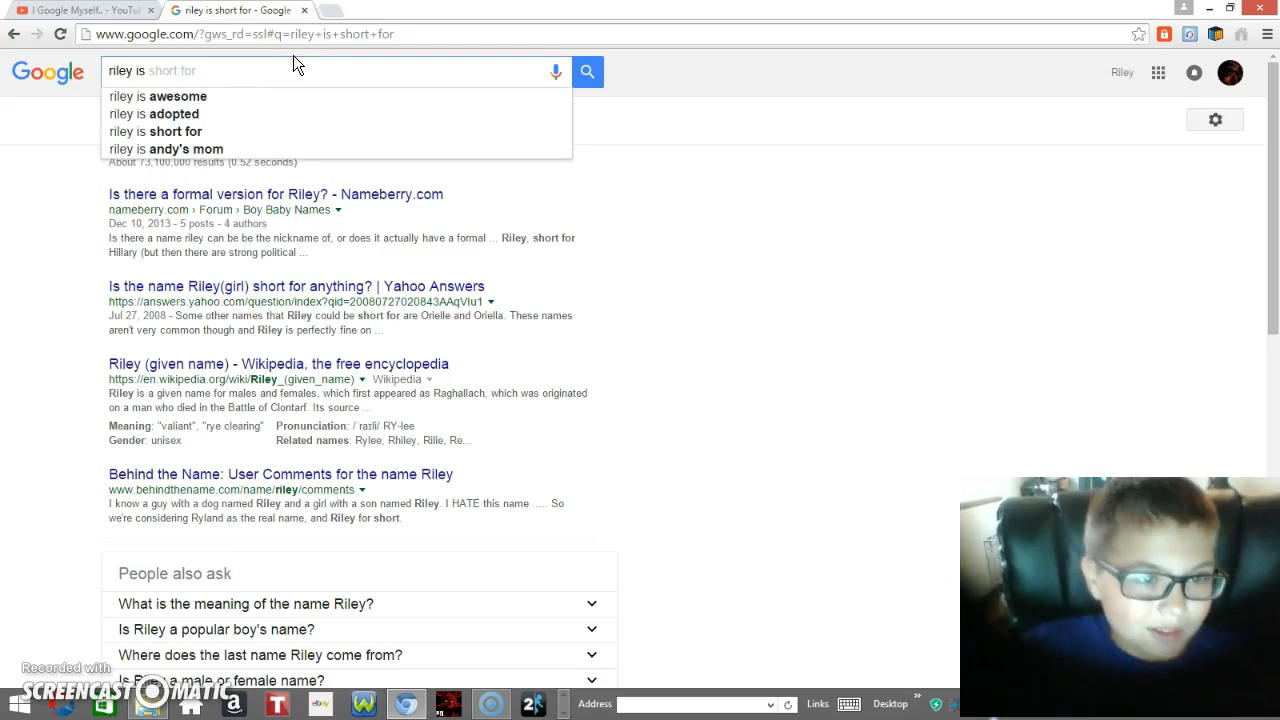 I Google Myself.. - YouTu
riley is short for - Google
www.google.com/?gws_rd=ssl#q=riley+is+short+for
Google
riley is short for
Riley
riley is awesome
riley is adopted
riley is short for
riley is andy's mom
About 73,100,000 results (0.52 seconds)
Is there a formal version for Riley? - Nameberry.com
nameberry.com › Forum › Boy Baby Names
Dec 10, 2013 - 5 posts - 4 authors
Is there a name riley can be be the nickname of, or does it actually have a formal ... Riley, short for
Hillary (but then there are strong political ...
Is the name Riley(girl) short for anything? | Yahoo Answers
https://answers.yahoo.com/question/index?qid=20080727020843AAqVlu1
Jul 27, 2008 - Some other names that Riley could be short for are Orielle and Oriella. These names
aren't very common though and Riley is perfectly fine on ...
Riley (given name) - Wikipedia, the free encyclopedia
https://en.wikipedia.org/wiki/Riley_(given_name) Wikipedia
Riley is a given name for males and females, which first appeared as Raghallach, which was originated
on a man who died in the Battle of Clontarf. Its source ...
Meaning: "valiant", "rye clearing" Pronunciation: /ˈraɪli/ RY-lee
Gender: unisex Related names: Rylee, Rhiley, Rilie, Re...
Behind the Name: User Comments for the name Riley
www.behindthename.com/name/riley/comments
I know a guy with a dog named Riley and a girl with a son named Riley. I HATE this name ..... So
we're considering Ryland as the real name, and Riley for short.
People also ask
What is the meaning of the name Riley?
Is Riley a popular boy's name?
Where does the last name Riley come from?
Is Riley a male or female name?
Recorded with
SCREENCAST MATIC
Address Links Desktop